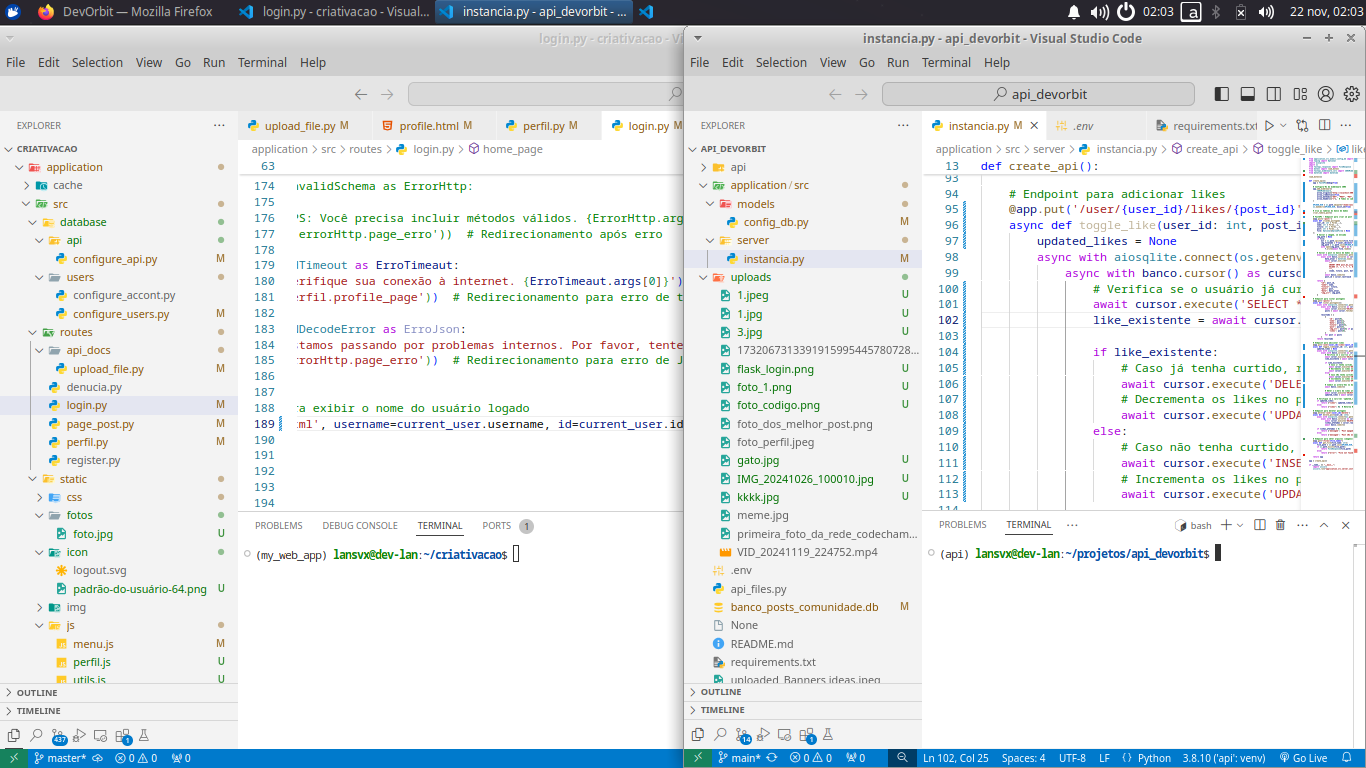 DevOrbit — Mozilla Firefox
login.py - criativacao - Visual...
instancia.py - api_devorbit - ...
02:03
a
22 nov, 02:03
login.py - criativacao - Vi
File Edit Selection View Go Run Terminal Help
EXPLORER
CRIATIVACAO
application
cache
src
database
api
configure_api.py M
users
configure_accont.py
configure_users.py M
routes
api_docs
upload_file.py M
denucia.py
login.py M
page_post.py M
perfil.py M
register.py
static
css
fotos
foto.jpg U
icon
logout.svg
padrão-do-usuário-64.png U
img
js
menu.js M
perfil.js U
utils.js U
OUTLINE
TIMELINE
437
1
master*
0 0
0
upload_file.py M
profile.html M
perfil.py M
login.py M
application > src > routes > login.py > home_page
63
174 nvalidSchema as ErrorHttp:
175
176 PS: Você precisa incluir métodos válidos. {ErrorHttp.arg
177 errorHttp.page_erro')) # Redirecionamento após erro
178
179 dTimeout as ErroTimeaut:
180 erifique sua conexão à internet. {ErroTimeaut.args[0]}')
181 erfil.profile_page')) # Redirecionamento para erro de t
182
183 DecodeError as ErroJson:
184 stamos passando por problemas internos. Por favor, tente
185 rrorHttp.page_erro')) # Redirecionamento para erro de J
186
187
188 ra exibir o nome do usuário logado
189 ml', username=current_user.username, id=current_user.id
190
191
192
193
194
PROBLEMS DEBUG CONSOLE TERMINAL PORTS 1
(my_web_app) lansvx@dev-lan:~/criativacao$
instancia.py - api_devorbit - Visual Studio Code
File Edit Selection View Go Run Terminal Help
api_devorbit
EXPLORER
API_DEVORBIT
api
application / src
models
config_db.py M
server
instancia.py M
uploads
1.jpeg U
1.jpg U
3.jpg U
flask_login.png U
foto_1.png U
foto_codigo.png U
foto_dos_melhor_post.png
foto_perfil.jpeg
gato.jpg U
IMG_20241026_100010.jpg U
kkkk.jpg U
meme.jpg
primeira_foto_da_rede_codecham...
VID_20241119_224752.mp4
.env
api_files.py
banco_posts_comunidade.db M
None
README.md
requirements.txt
uploaded_Banners ideas.jpeg
OUTLINE
TIMELINE
14
1
instancia.py M
.env
requirements.txt
application > src > server > instancia.py > create_api > toggle_like > lik
13 def create_api():
93
94 # Endpoint para adicionar likes
95 @app.put('/user/{user_id}/likes/{post_id}'
96 async def toggle_like(user_id: int, post_i
97 updated_likes = None
98 async with aiosqlite.connect(os.getenv
99 async with banco.cursor() as curso
100 # Verifica se o usuário já cur
101 await cursor.execute('SELECT *
102 like_existente = await cursor.
103
104 if like_existente:
105 # Caso já tenha curtido, r
106 await cursor.execute('DELE
107 # Decrementa os likes no p
108 await cursor.execute('UPDA
109 else:
110 # Caso não tenha curtido,
111 await cursor.execute('INSE
112 # Incrementa os likes no p
113 await cursor.execute('UPDA
114
PROBLEMS TERMINAL
bash
(api) lansvx@dev-lan:~/projetos/api_devorbit$
main* 0 0 0 Ln 102, Col 25 Spaces: 4 UTF-8 LF Python 3.8.10 ('api': venv) Go Live